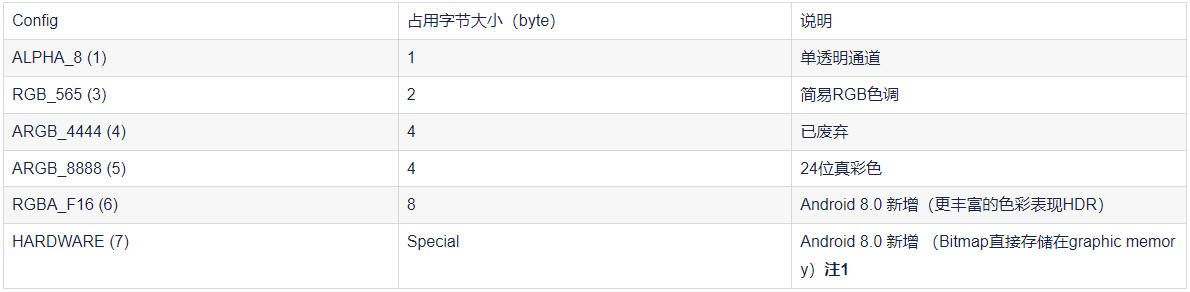 Config 占用字节大小（byte） 说明
ALPHA_8 (1) 1 单透明通道
RGB_565 (3) 2 简易RGB色调
ARGB_4444 (4) 4 已废弃
ARGB_8888 (5) 4 24位真彩色
RGBA_F16 (6) 8 Android 8.0 新增（更丰富的色彩表现HDR）
HARDWARE (7) Special Android 8.0 新增 （Bitmap直接存储在graphic memor
y）注1